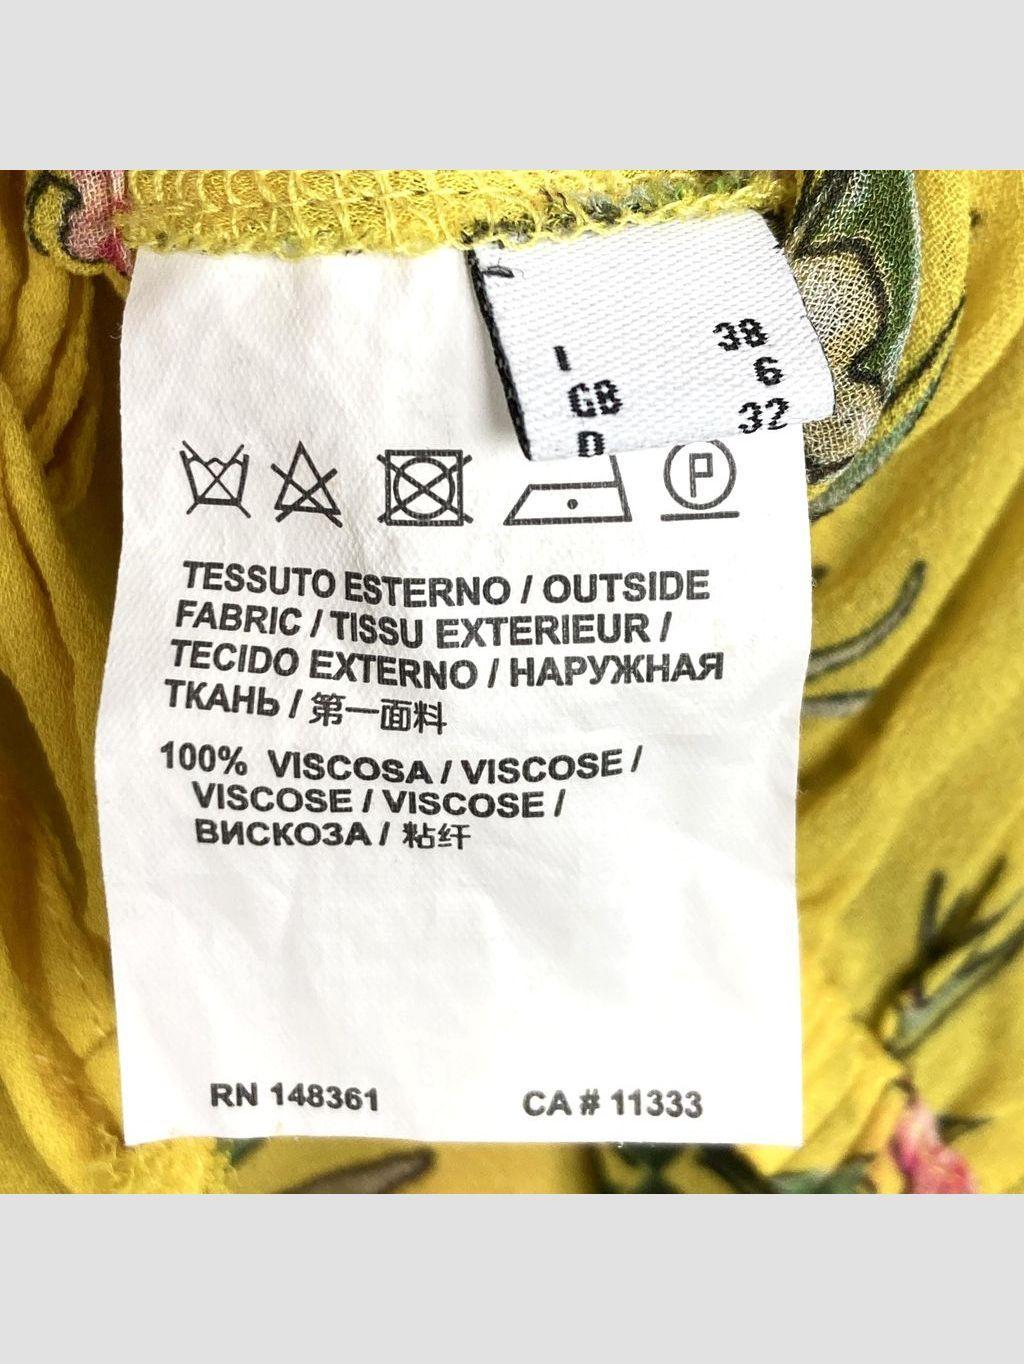 I 38
GB 6
D 32
P
TESSUTO ESTERNO / OUTSIDE
FABRIC / TISSU EXTERIEUR /
TECIDO EXTERNO / НАРУЖНАЯ
ТКАНЬ / 第一面料
100% VISCOSA / VISCOSE /
VISCOSE / VISCOSE /
ВИСКОЗА / 粘纤
RN 148361 CA # 11333